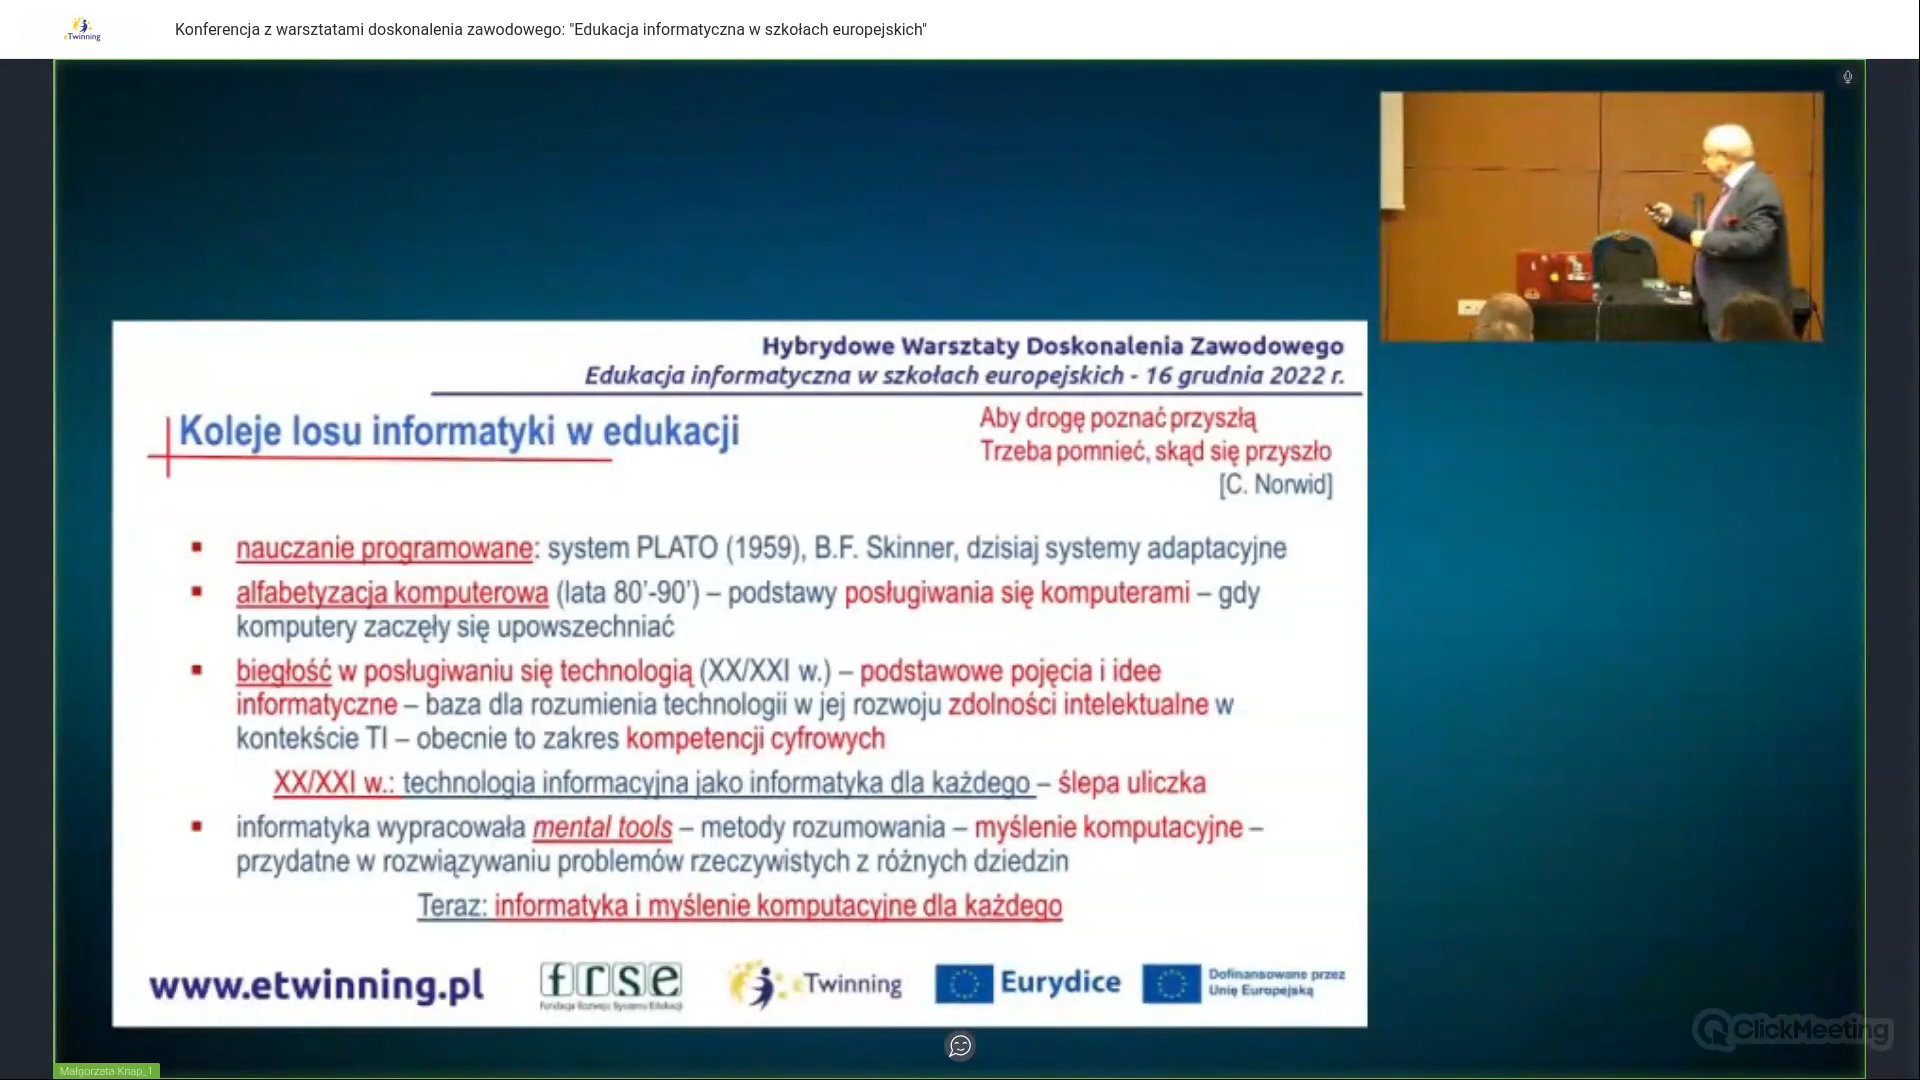 eTwinning
Konferencja z warsztatami doskonalenia zawodowego: "Edukacja informatyczna w szkołach europejskich"
Hybrydowe Warsztaty Doskonalenia Zawodowego
Edukacja informatyczna w szkołach europejskich - 16 grudnia 2022 r.
Koleje losu informatyki w edukacji
Aby drogę poznać przyszłą
Trzeba pomnieć, skąd się przyszło
[C. Norwid]
▪ nauczanie programowane: system PLATO (1959), B.F. Skinner, dzisiaj systemy adaptacyjne
▪ alfabetyzacja komputerowa (lata 80'-90') – podstawy posługiwania się komputerami – gdy
komputery zaczęły się upowszechniać
▪ biegłość w posługiwaniu się technologią (XX/XXI w.) – podstawowe pojęcia i idee
informatyczne – baza dla rozumienia technologii w jej rozwoju zdolności intelektualne w
kontekście TI – obecnie to zakres kompetencji cyfrowych
XX/XXI w.: technologia informacyjna jako informatyka dla każdego – ślepa uliczka
▪ informatyka wypracowała mental tools – metody rozumowania – myślenie komputacyjne –
przydatne w rozwiązywaniu problemów rzeczywistych z różnych dziedzin
Teraz: informatyka i myślenie komputacyjne dla każdego
www.etwinning.pl
frse
Fundacja Rozwoju Systemu Edukacji
eTwinning
Eurydice
Dofinansowane przez
Unię Europejską
ClickMeeting
Małgorzata Knap_1